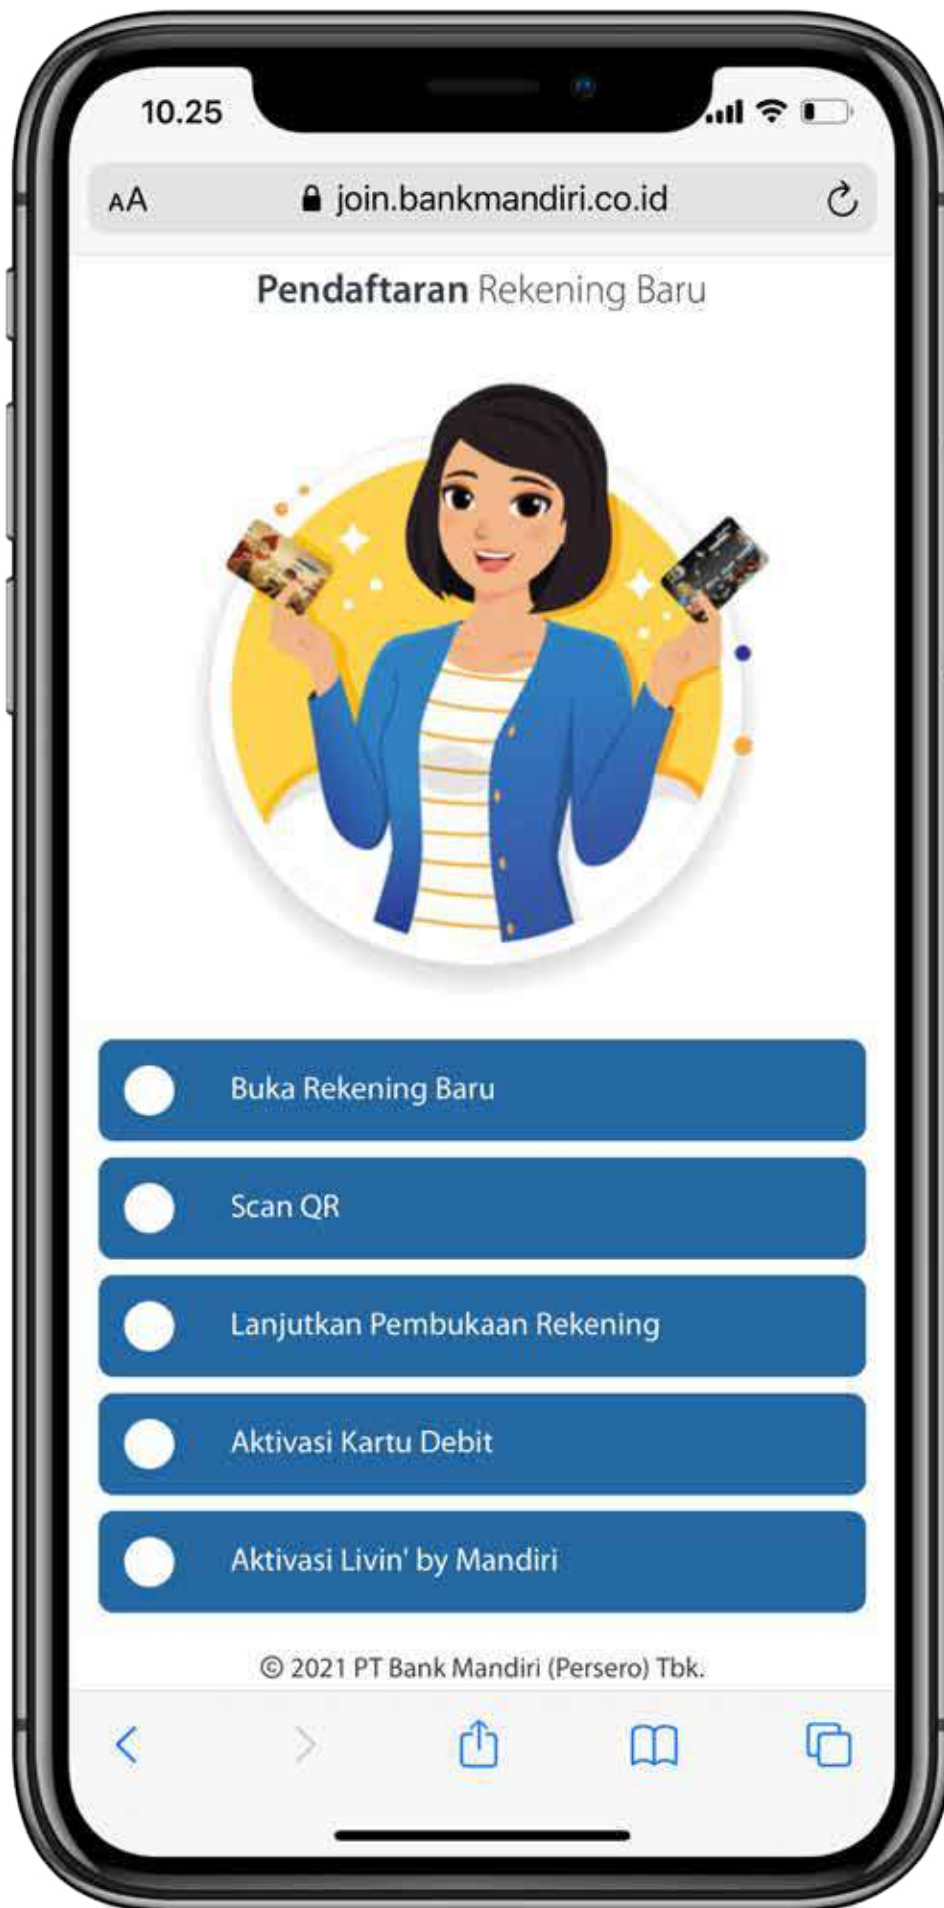 10.25
AA join.bankmandiri.co.id
Pendaftaran Rekening Baru
Buka Rekening Baru
Scan QR
Lanjutkan Pembukaan Rekening
Aktivasi Kartu Debit
Aktivasi Livin' by Mandiri
© 2021 PT Bank Mandiri (Persero) Tbk.